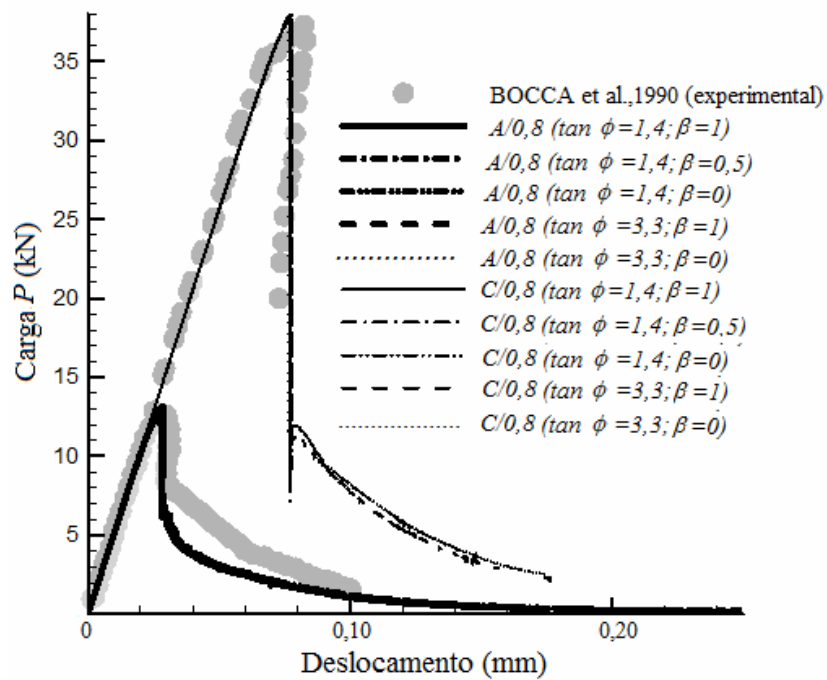 BOCCA et al.,1990 (experimental)
A/0,8 (tan ϕ=1,4; β=1)
A/0,8 (tan ϕ=1,4; β=0,5)
A/0,8 (tan ϕ=1,4; β=0)
A/0,8 (tan ϕ=3,3; β=1)
A/0,8 (tan ϕ=3,3; β=0)
C/0,8 (tan ϕ=1,4; β=1)
C/0,8 (tan ϕ=1,4; β=0,5)
C/0,8 (tan ϕ=1,4; β=0)
C/0,8 (tan ϕ=3,3; β=1)
C/0,8 (tan ϕ=3,3; β=0)
Carga P (kN)
35
30
25
20
15
10
5
0
0,10
0,20
Deslocamento (mm)